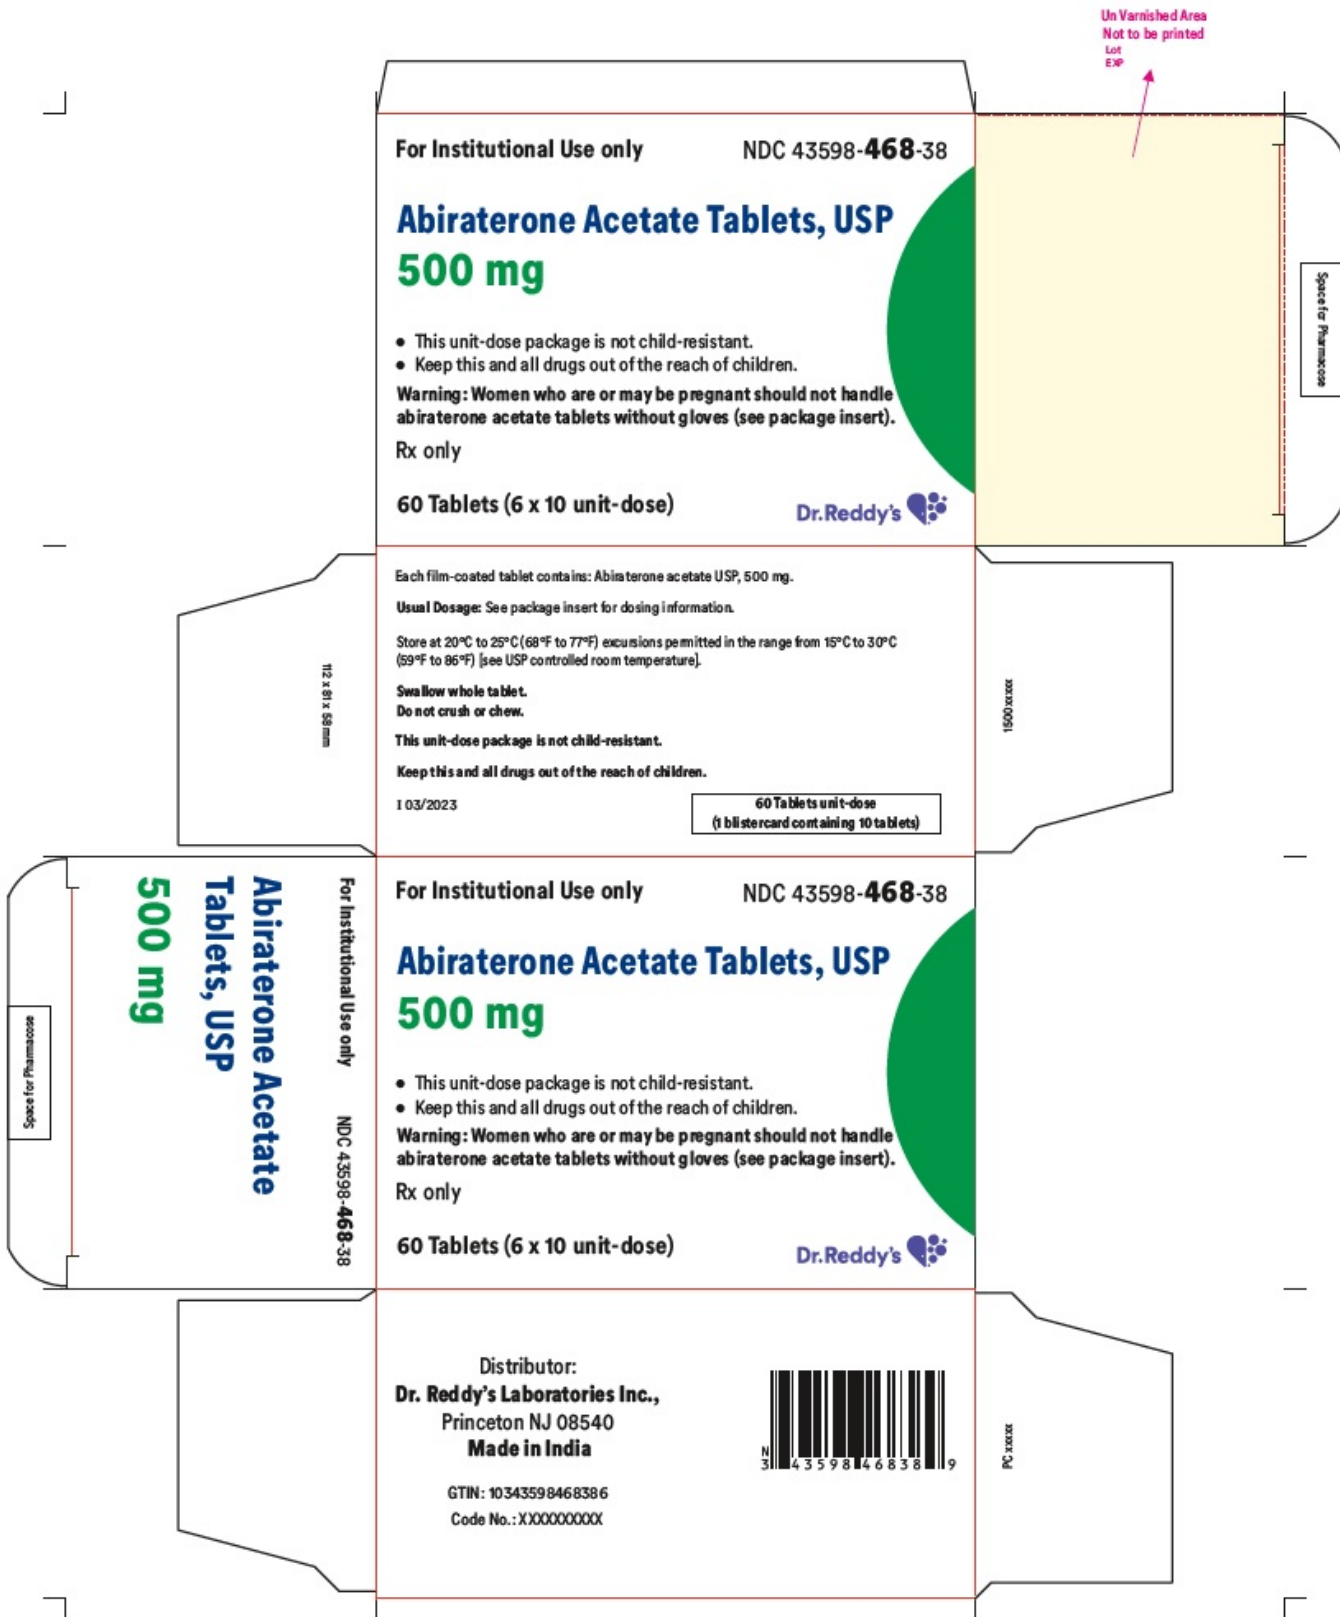 Un Varnished Area
Not to be printed
Lot
EXP
For Institutional Use only NDC 43598-468-38
Abiraterone Acetate Tablets, USP
500 mg
● This unit-dose package is not child-resistant.
● Keep this and all drugs out of the reach of children.
Warning: Women who are or may be pregnant should not handle
abiraterone acetate tablets without gloves (see package insert).
Rx only
60 Tablets (6 x 10 unit-dose)
Dr.Reddy's
Space for Pharmacose
Each film-coated tablet contains: Abiraterone acetate USP, 500 mg.
Usual Dosage: See package insert for dosing information.
Store at 20°C to 25°C (68°F to 77°F) excursions permitted in the range from 15°C to 30°C
(59°F to 86°F) [see USP controlled room temperature].
Swallow whole tablet.
Do not crush or chew.
This unit-dose package is not child-resistant.
Keep this and all drugs out of the reach of children.
I 03/2023
60 Tablets unit-dose
(1 blistercard containing 10 tablets)
112 x 81 x 58 mm
1500xxxxx
For Institutional Use only NDC 43598-468-38
Abiraterone Acetate
Tablets, USP
500 mg
Space for Pharmacose
For Institutional Use only NDC 43598-468-38
Abiraterone Acetate Tablets, USP
500 mg
● This unit-dose package is not child-resistant.
● Keep this and all drugs out of the reach of children.
Warning: Women who are or may be pregnant should not handle
abiraterone acetate tablets without gloves (see package insert).
Rx only
60 Tablets (6 x 10 unit-dose)
Dr.Reddy's
Distributor:
Dr. Reddy's Laboratories Inc.,
Princeton NJ 08540
Made in India
GTIN: 10343598468386
Code No.: XXXXXXXXXX
N
3 43598 46838 9
PC xxxxx